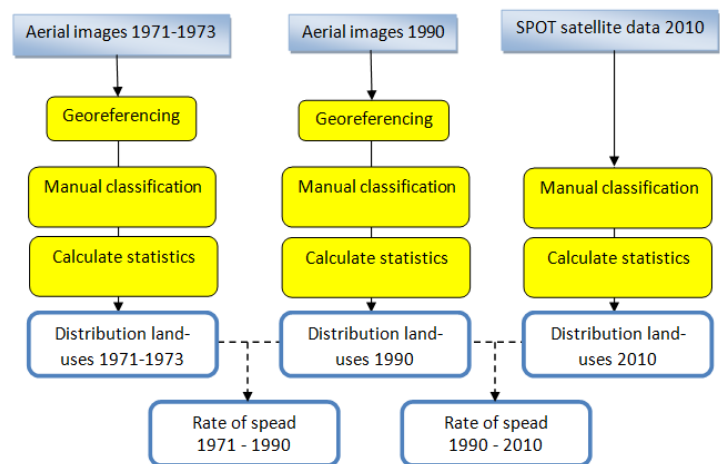 Aerial images 1971-1973
Aerial images 1990
SPOT satellite data 2010
Georeferencing
Georeferencing
Manual classification
Manual classification
Manual classification
Calculate statistics
Calculate statistics
Calculate statistics
Distribution land-
uses 1971-1973
Distribution land-
uses 1990
Distribution land-
uses 2010
Rate of spead
1971 - 1990
Rate of spead
1990 - 2010